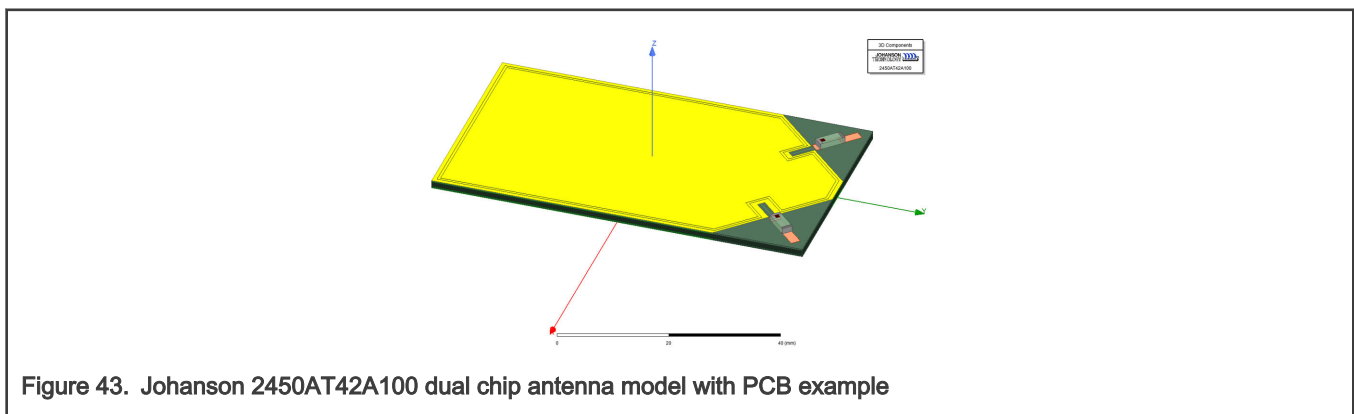 Z
3D Components
JOHANSON
TECHNOLOGY
2450AT42A100
Y
0
20
40 (mm)
Figure 43. Johanson 2450AT42A100 dual chip antenna model with PCB example